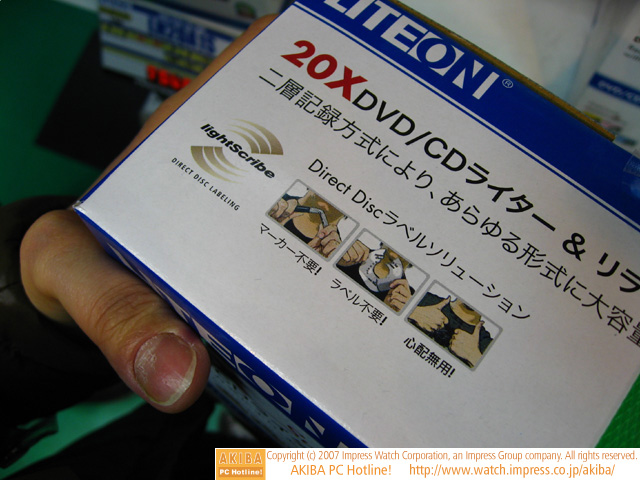 LITEON®
20X DVD/CDライター & リラ
二層記録方式により、あらゆる形式に大容量
lightScribe
DIRECT DISC LABELING
Direct Discラベルソリューション
マーカー不要!
ラベル不要!
心配無用!
LITEON
AKIBA
PC Hotline!
Copyright (c) 2007 Impress Watch Corporation, an Impress Group company. All rights reserved.
AKIBA PC Hotline! http://www.watch.impress.co.jp/akiba/